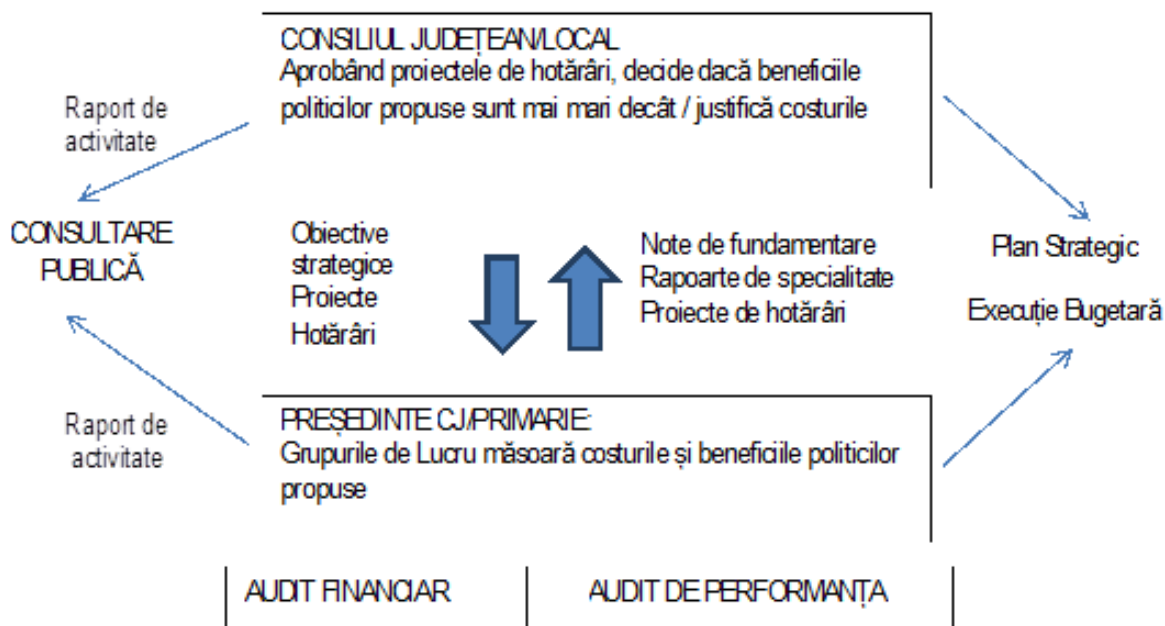 CONSILIUL JUDEȚEAN/LOCAL
Aprobând proiectele de hotărâri, decide dacă beneficiile
politicilor propuse sunt mai mari decât / justifică costurile
Raport de
activitate
CONSULTARE
PUBLICĂ
Obiective
strategice
Proiecte
Hotărâri
Note de fundamentare
Rapoarte de specialitate
Proiecte de hotărâri
Plan Strategic
Execuție Bugetară
Raport de
activitate
PREȘEDINTE CJ/PRIMARIE:
Grupurile de Lucru măsoară costurile și beneficiile politicilor
propuse
AUDIT FINANCIAR
AUDIT DE PERFORMANȚA